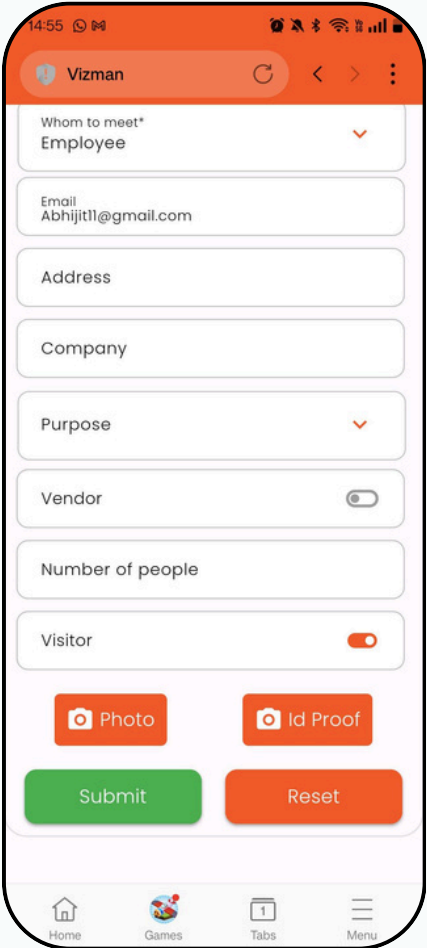 14:55
Vizman
Whom to meet*
Employee
Email
Abhijit11@gmail.com
Address
Company
Purpose
Vendor
Number of people
Visitor
Photo
Id Proof
Submit
Reset
1
Home
Games
Tabs
Menu